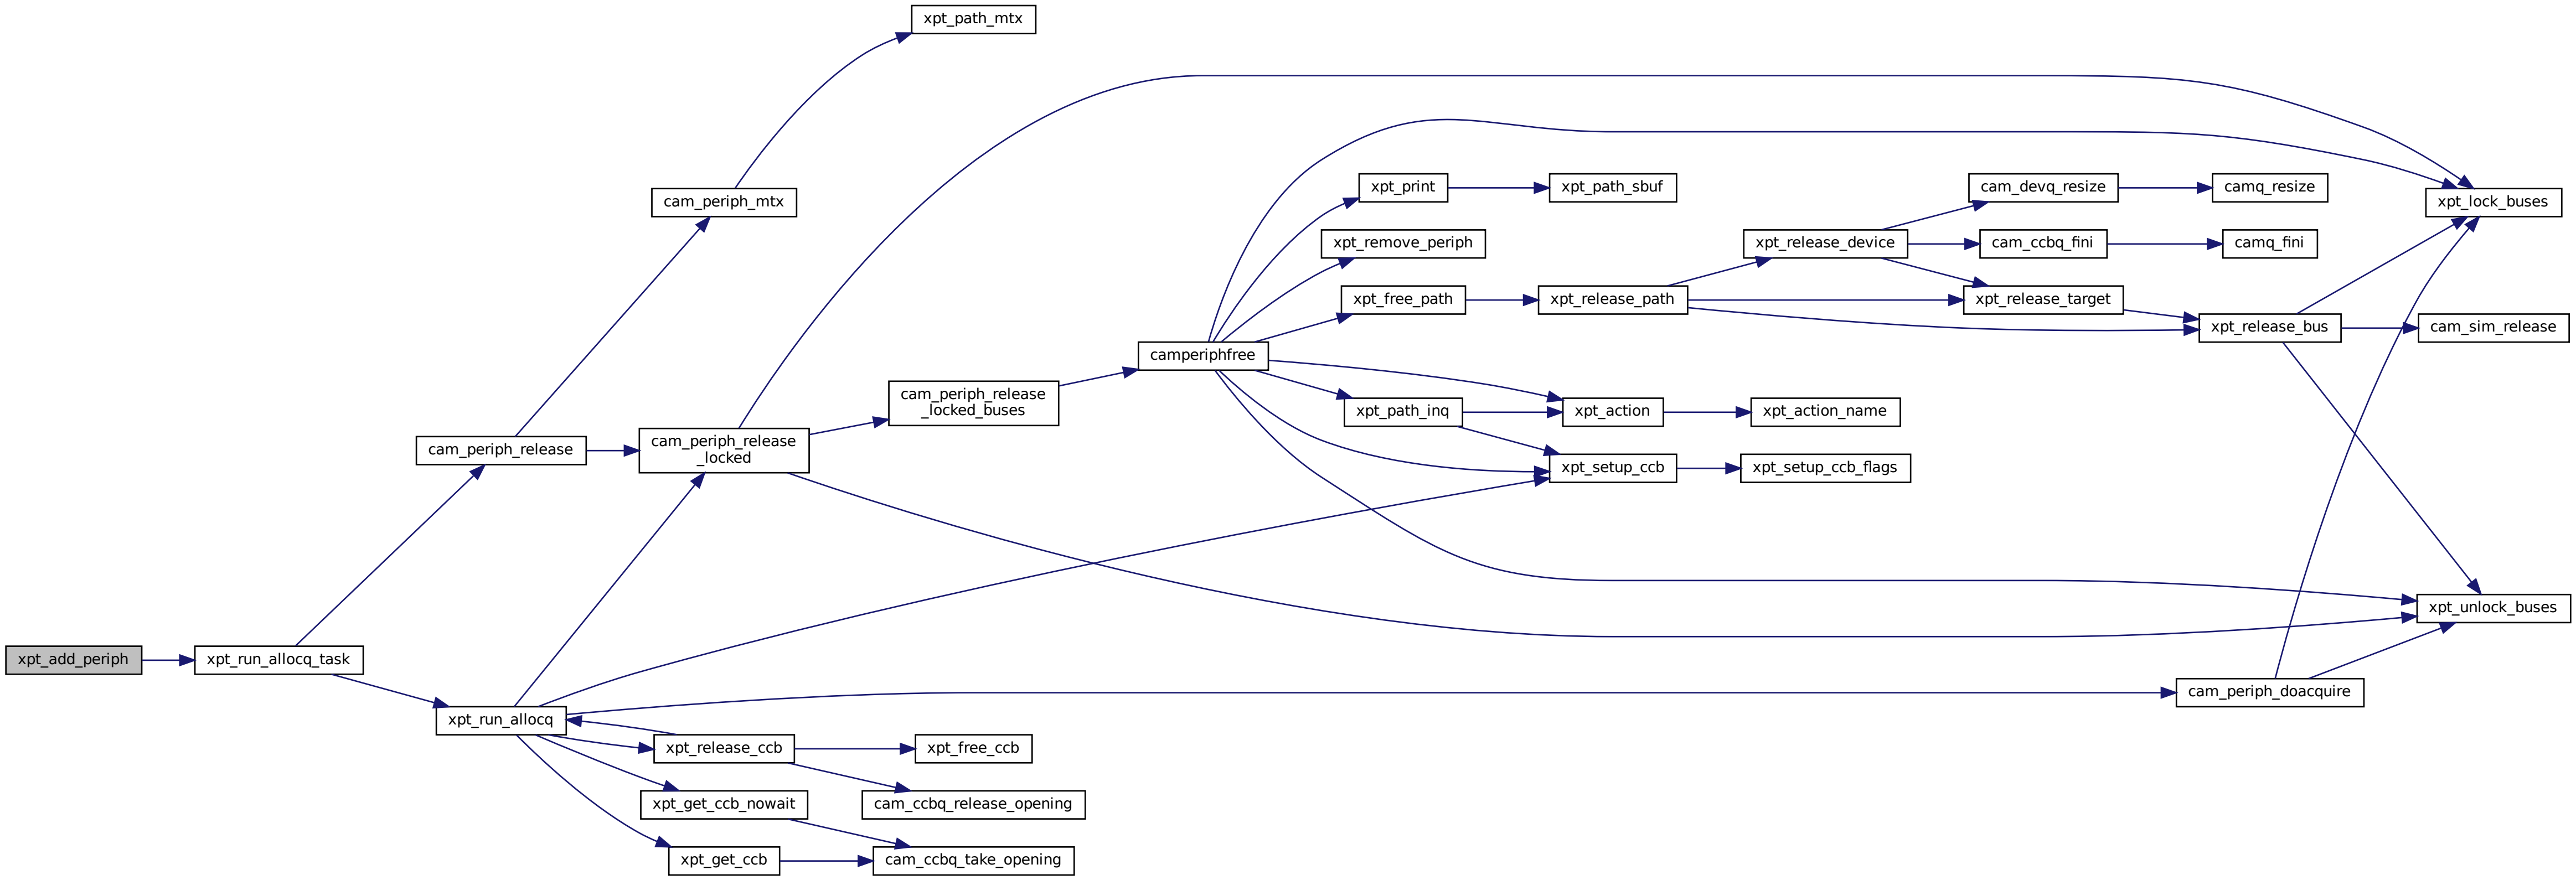 xpt_path_mtx
xpt_print
xpt_path_sbuf
cam_devq_resize
camq_resize
cam_periph_mtx
xpt_lock_buses
xpt_remove_periph
xpt_release_device
cam_ccbq_fini
camq_fini
xpt_free_path
xpt_release_path
xpt_release_target
xpt_release_bus
cam_sim_release
camperiphfree
cam_periph_release
_locked_buses
xpt_path_inq
xpt_action
xpt_action_name
cam_periph_release
cam_periph_release
_locked
xpt_setup_ccb
xpt_setup_ccb_flags
xpt_unlock_buses
xpt_add_periph
xpt_run_allocq_task
cam_periph_doacquire
xpt_run_allocq
xpt_release_ccb
xpt_free_ccb
xpt_get_ccb_nowait
cam_ccbq_release_opening
xpt_get_ccb
cam_ccbq_take_opening